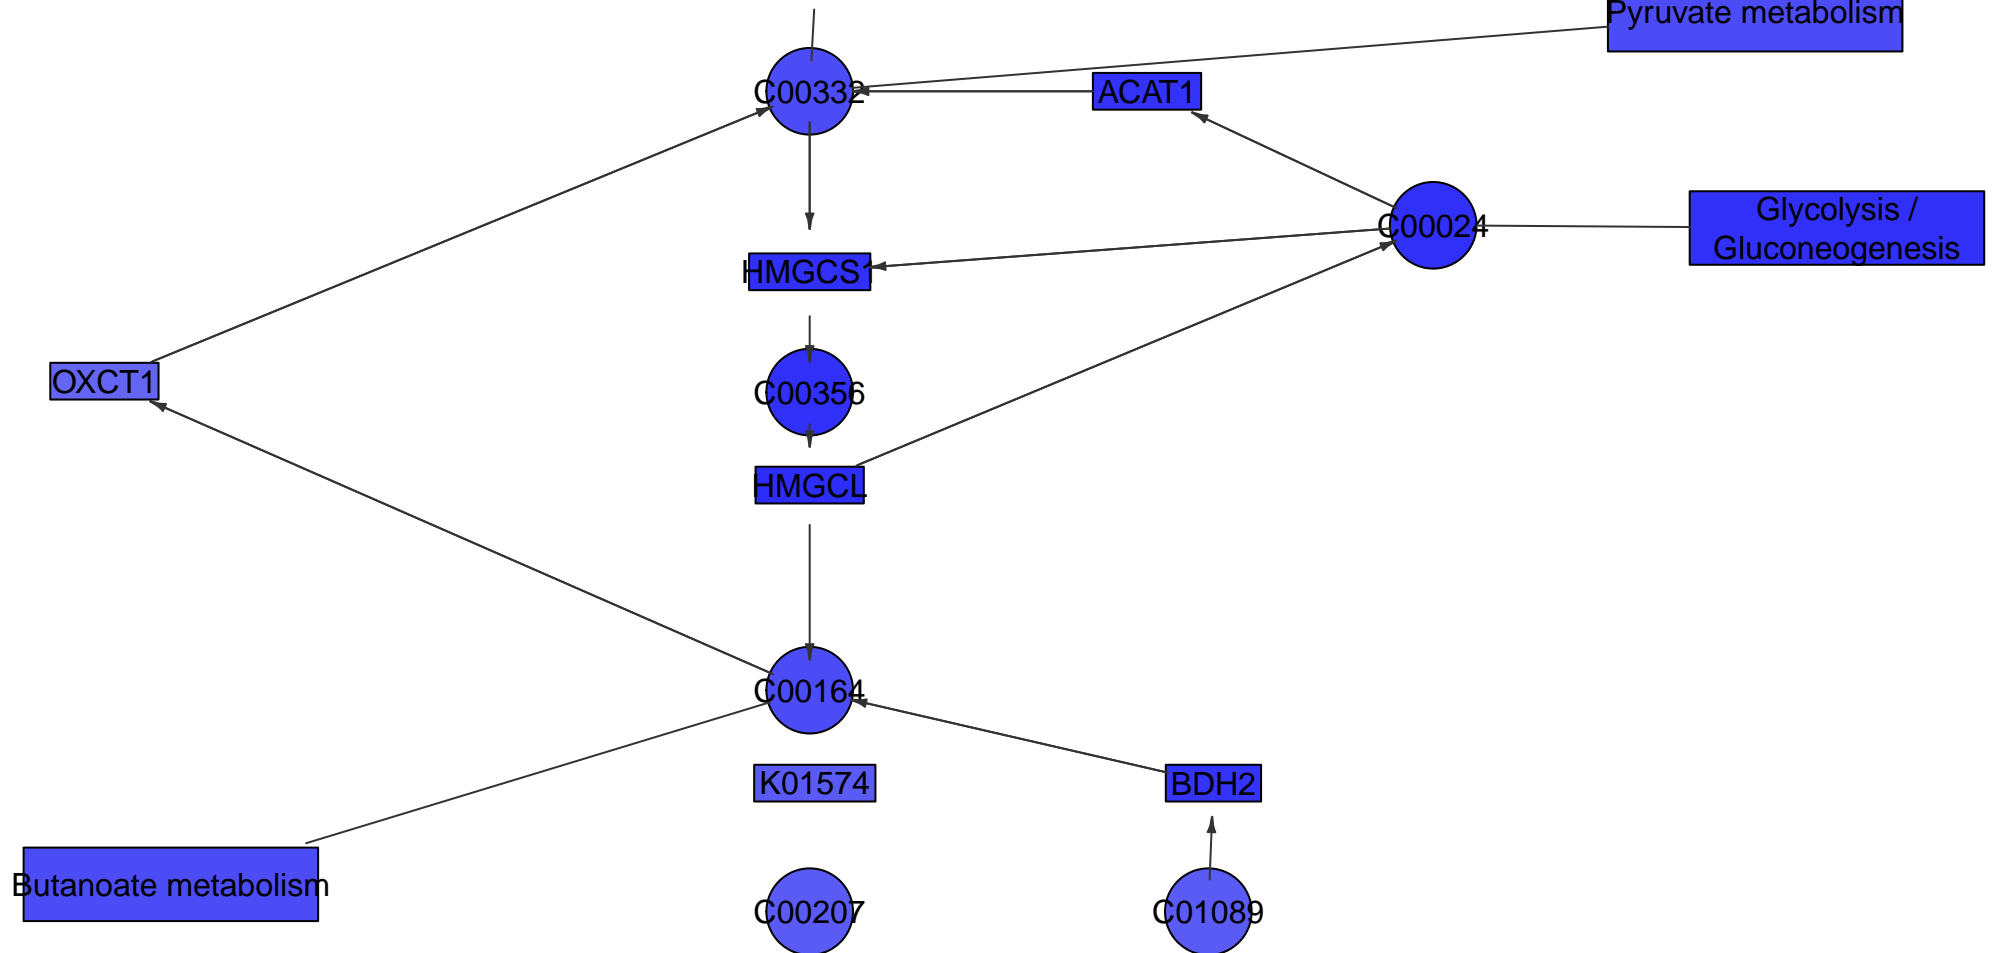 Pyruvate metabolism
C00332
ACAT1
Glycolysis /
Gluconeogenesis
C00024
HMGCS1
OXCT1
C00356
HMGCL
C00164
K01574
BDH2
Butanoate metabolism
C00207
C01089